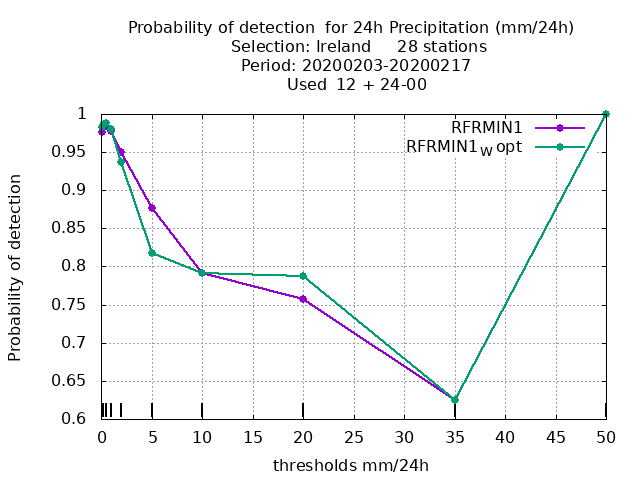 Probability of detection  for 24h Precipitation (mm/24h)
Selection: Ireland     28 stations
Period: 20200203-20200217
Used 12 + 24-00
RFRMIN1
RFRMIN1W opt
1
0.95
0.9
0.85
0.8
0.75
0.7
0.65
0.6
Probability of detection
0 5 10 15 20 25 30 35 40 45 50
thresholds mm/24h